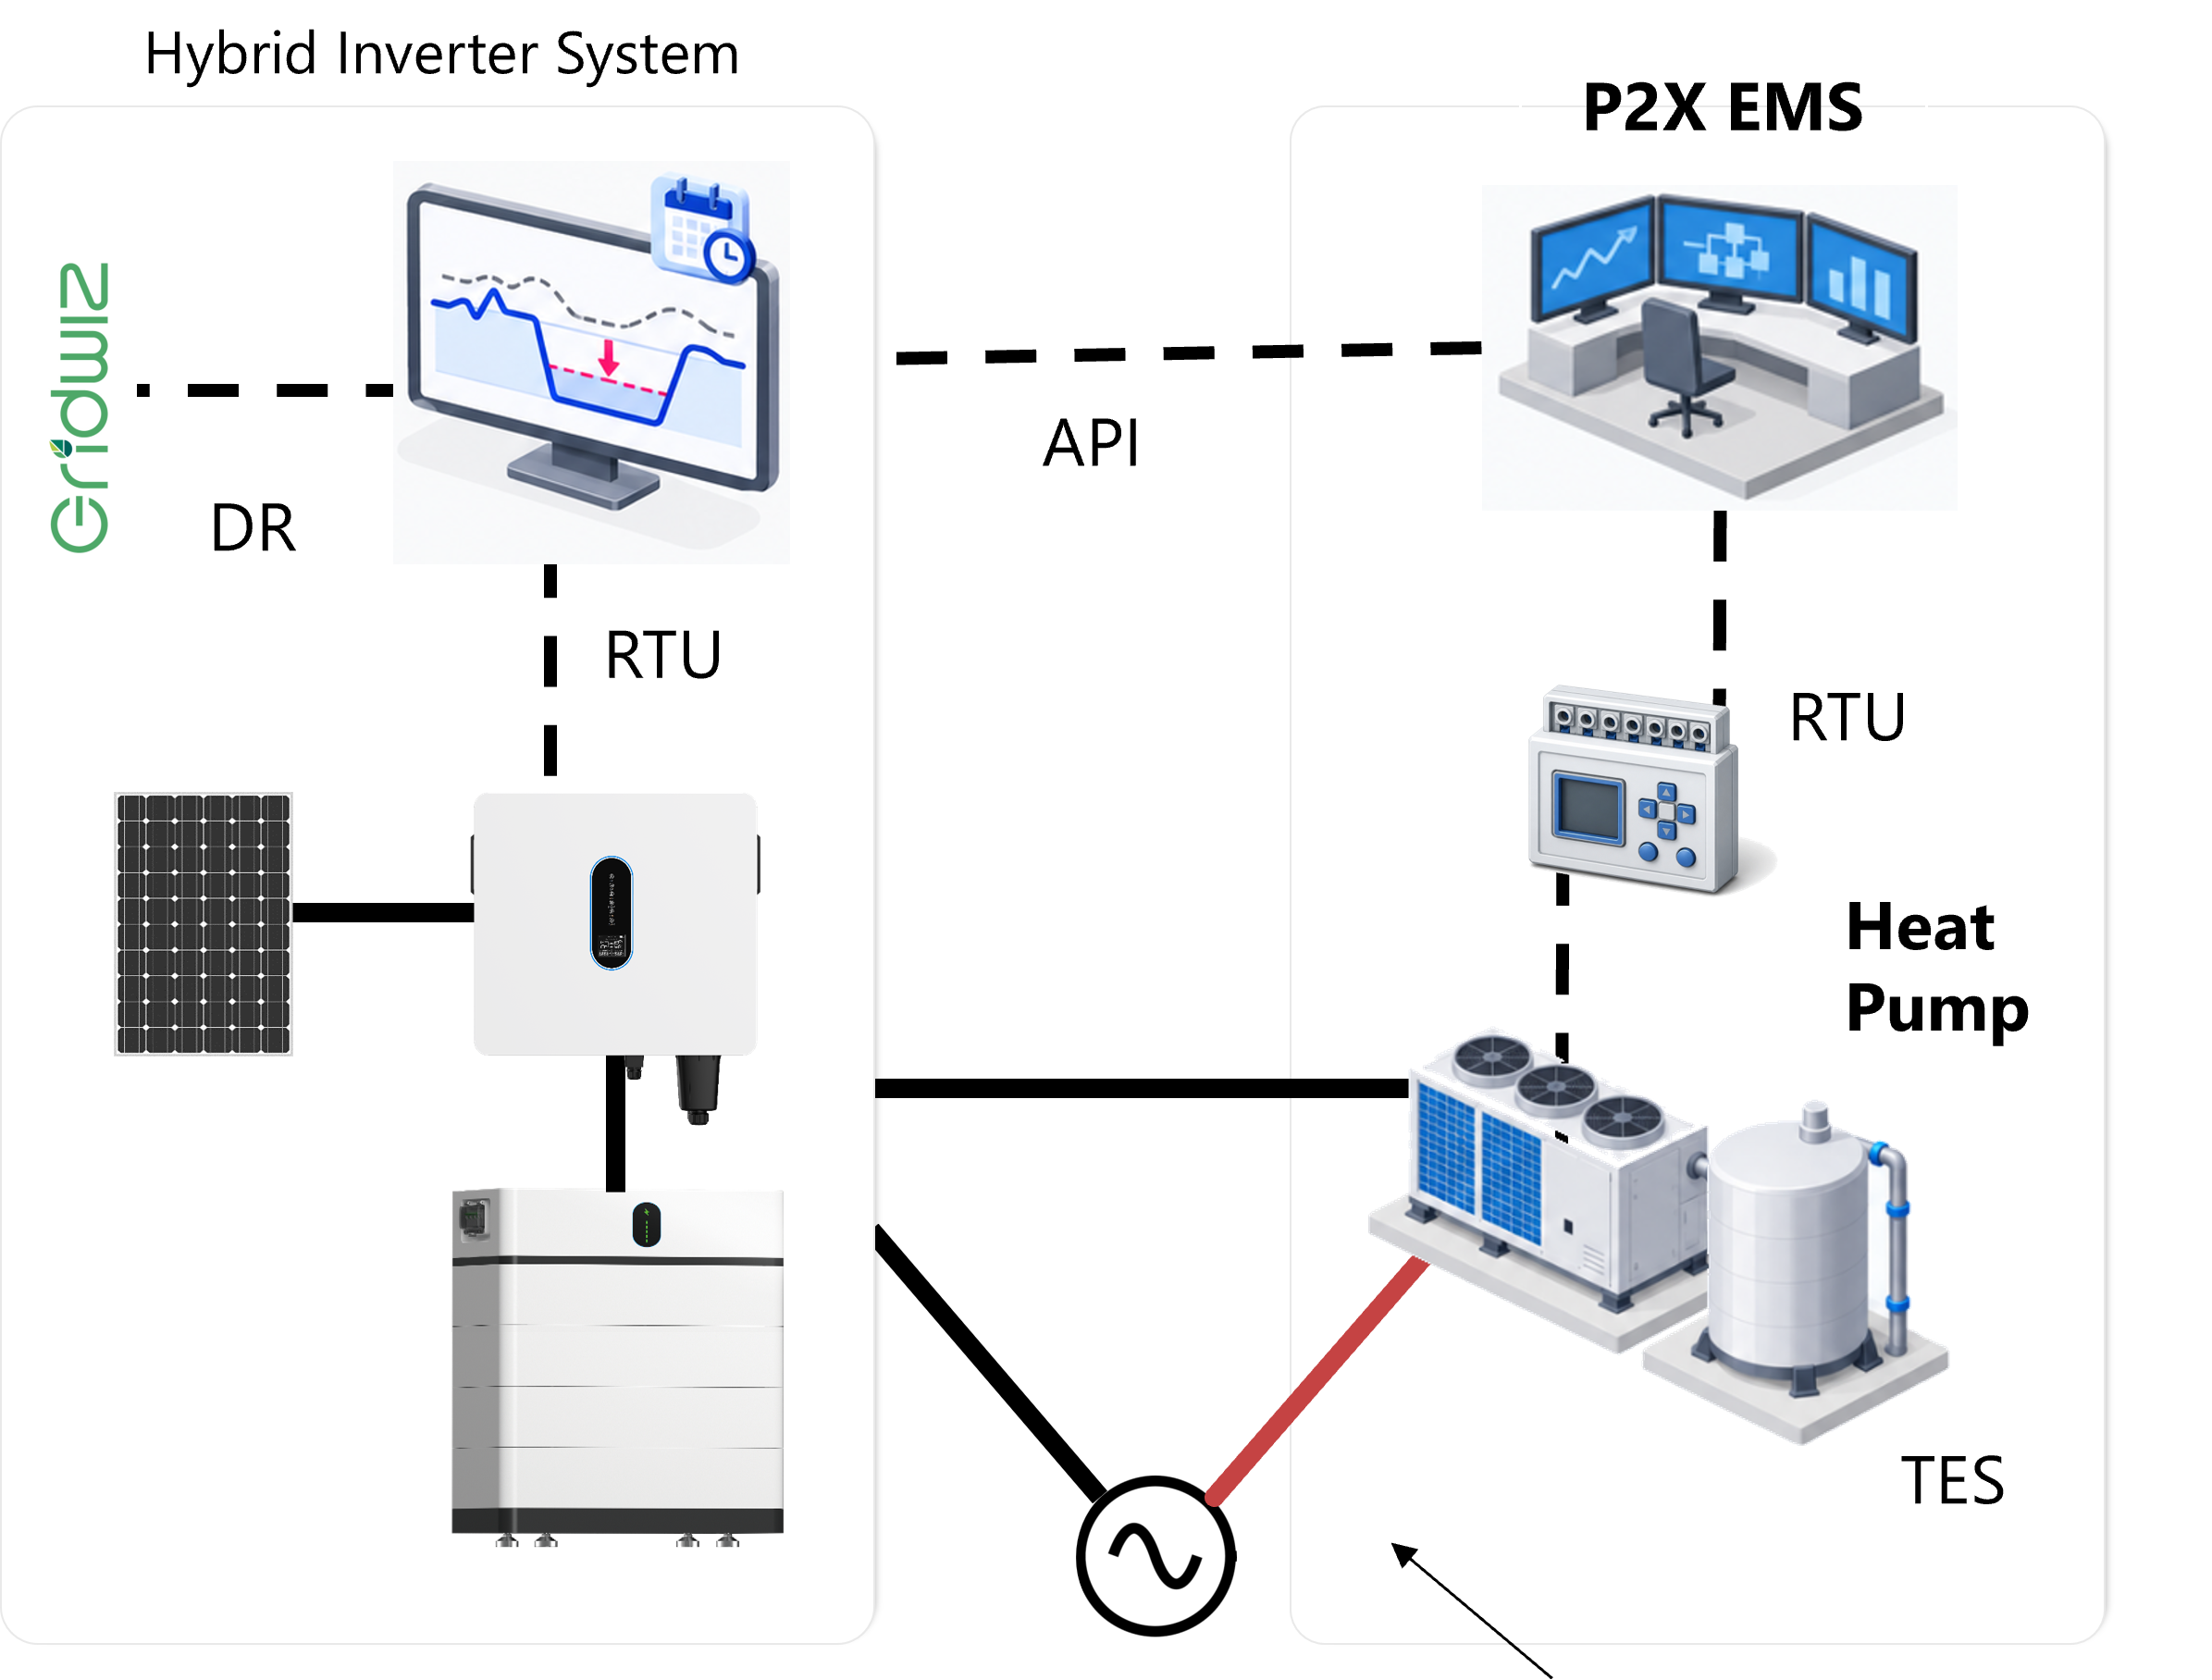 Hybrid Inverter System
P2X EMS
Gridwiz
DR
API
RTU
RTU
Heat
Pump
TES